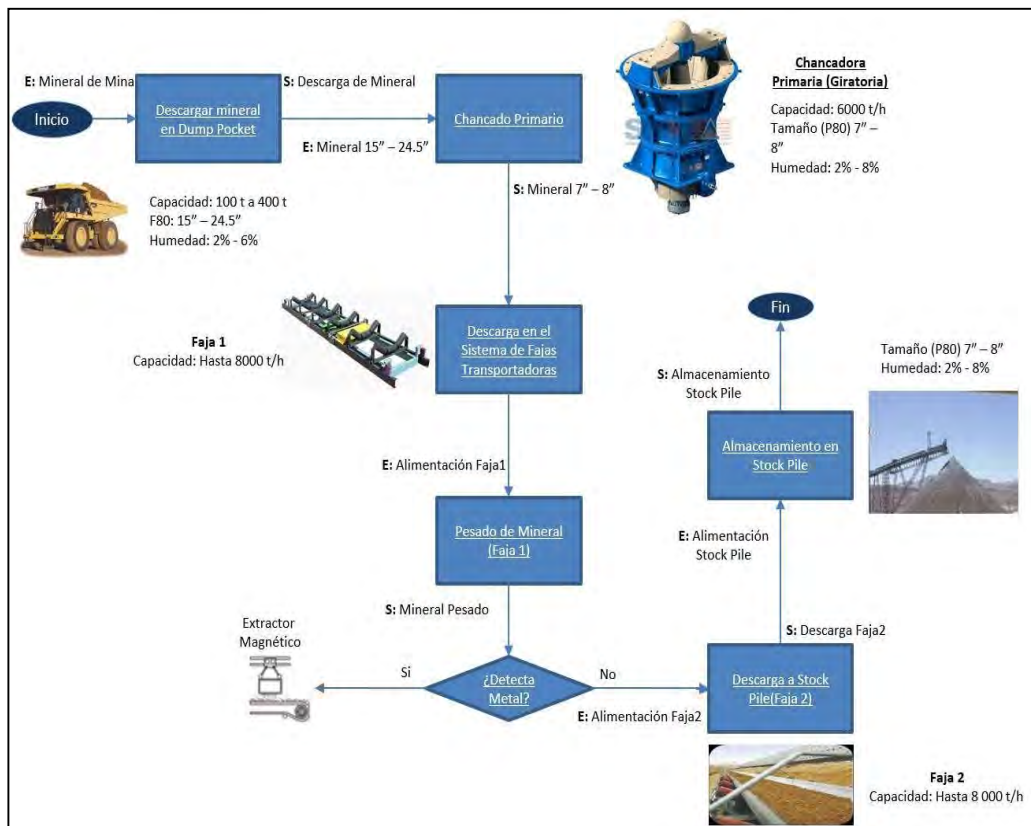 E: Mineral de Mina
Inicio
Descargar mineral
en Dump Pocket
S: Descarga de Mineral
E: Mineral 15” – 24.5”
Chancado Primario
Chancadora
Primaria (Giratoria)
Capacidad: 6000 t/h
Tamaño (P80) 7” –
8”
Humedad: 2% - 8%
Capacidad: 100 t a 400 t
F80: 15” – 24.5”
Humedad: 2% - 6%
S: Mineral 7” – 8”
Faja 1
Capacidad: Hasta 8000 t/h
Descarga en el
Sistema de Fajas
Transportadoras
E: Alimentación Faja1
Pesado de Mineral
(Faja 1)
S: Mineral Pesado
Extractor
Magnético
Si
¿Detecta
Metal?
No
E: Alimentación Faja2
Descarga a Stock
Pile(Faja 2)
Faja 2
Capacidad: Hasta 8 000 t/h
S: Descarga Faja2
E: Alimentación
Stock Pile
Almacenamiento en
Stock Pile
S: Almacenamiento
Stock Pile
Fin
Tamaño (P80) 7” – 8”
Humedad: 2% - 8%